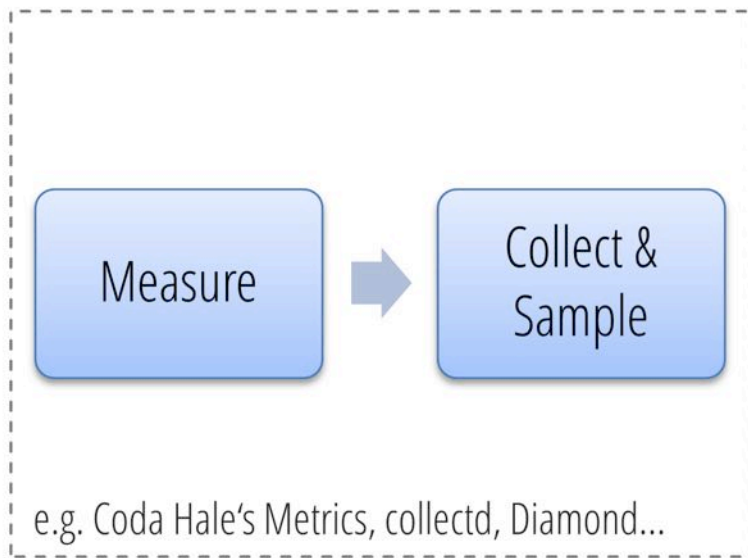 Measure
Collect &
Sample
e.g. Coda Hale‘s Metrics, collectd, Diamond...